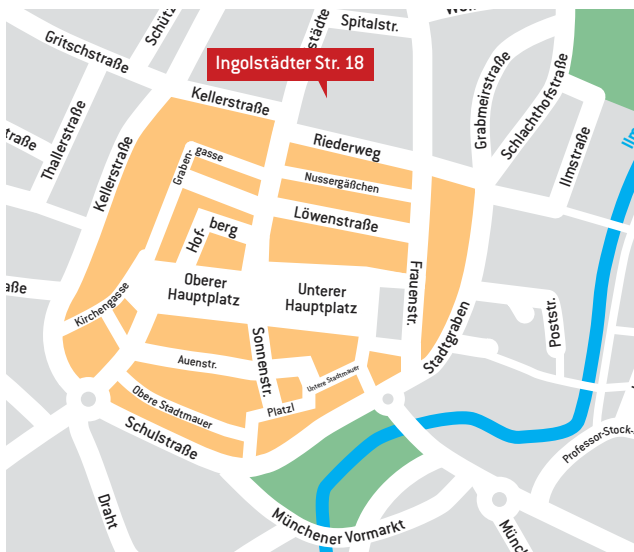 Spitalstr.
Gritschstraße
Ingolstädter Str. 18
Kellerstraße
Riederweg
Grabmeirstraße
Schlachthofstraße
Ilmstraße
Thallerstraße
Kellerstraße
Graben-
gasse
Nussergäßchen
Löwenstraße
Hof-
berg
Oberer
Hauptplatz
Unterer
Hauptplatz
Frauenstr.
Stadtgraben
Poststr.
Kirchengasse
Auenstr.
Sonnenstr.
Untere Stadtmauer
Platzl
Obere Stadtmauer
Schulstraße
Professor-Stock-
Draht
Münchener Vormarkt